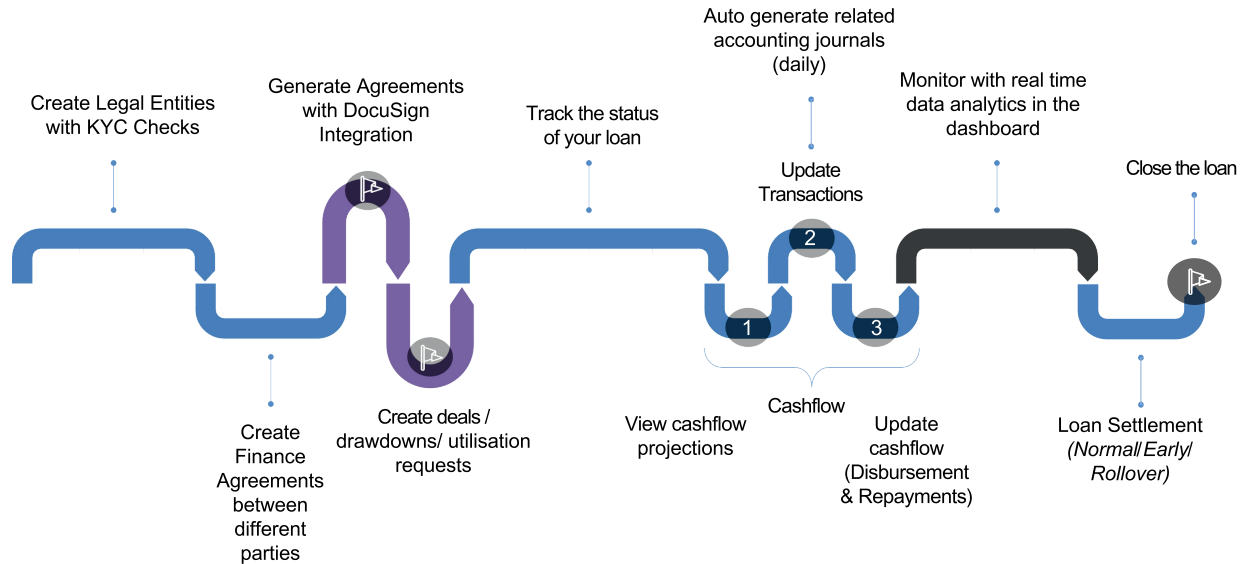 Create Legal Entities
with KYC Checks
Create
Finance
Agreements
between
different
parties
Generate Agreements
with DocuSign
Integration
Create deals /
drawdowns/ utilisation
requests
Track the status
of your loan
1
View cashflow
projections
Auto generate related
accounting journals
(daily)
Update
Transactions
2
Cashflow
3
Update
cashflow
(Disbursement
& Repayments)
Monitor with real time
data analytics in the
dashboard
Loan Settlement
(Normal/Early/
Rollover)
Close the loan